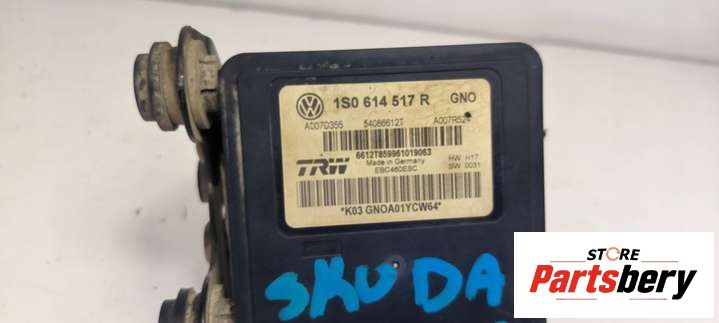 1S0 614 517 R GNO
A007D355 54086612T A007R524
6612T859961019063
Made in Germany HW H17
TRW EBC460ESC SW 0031
*K03 GNOA01YCW64*
SKUDA
STORE
Partsbery